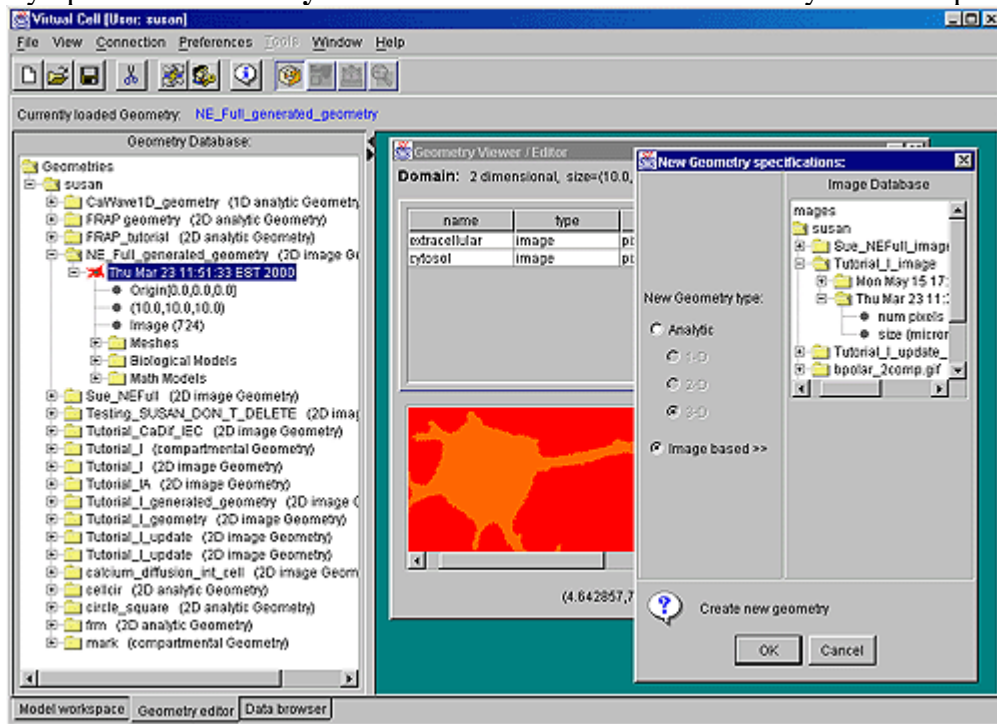 Virtual Cell [User: susan]
File View Connection Preferences Tools Window Help
Currently loaded Geometry: NE_Full_generated_geometry
Geometry Database:
Geometries
susan
CalWave1D_geometry (1D analytic Geometry
FRAP geometry (2D analytic Geometry)
FRAP_tutorial (2D analytic Geometry)
NE_Full_generated_geometry (2D image Ge
Thu Mar 23 11:51:33 EST 2000
Origin[0.0,0.0,0.0]
(10.0,10.0,10.0)
Image (724)
Meshes
Biological Models
Math Models
Sue_NEFull (2D image Geometry)
Testing_SUSAN_DON_T_DELETE (2D imag
Tutorial_CaDif_IEC (2D image Geometry)
Tutorial_I (compartmental Geometry)
Tutorial_I (2D image Geometry)
Tutorial_IA (2D image Geometry)
Tutorial_I_generated_geometry (2D image G
Tutorial_I_geometry (2D image Geometry)
Tutorial_I_update (2D image Geometry)
Tutorial_I_update (2D image Geometry)
calcium_diffusion_int_cell (2D image Geom
cellcir (2D analytic Geometry)
circle_square (2D analytic Geometry)
frm (2D analytic Geometry)
mark (compartmental Geometry)
Geometry Viewer / Editor
Domain: 2 dimensional, size=(10.0,
name type
extracellular image pi
cytosol image pi
(4.642857,7
New Geometry specifications:
New Geometry type:
Analytic
1-D
2-D
3-D
Image based >>
Image Database
mages
susan
Sue_NEFull_image
Tutorial_I_image
Mon May 15 17:
Thu Mar 23 11:
num pixels
size (micror
Tutorial_I_update_
bpolar_2comp.gif
Create new geometry
OK Cancel
Model workspace Geometry editor Data browser